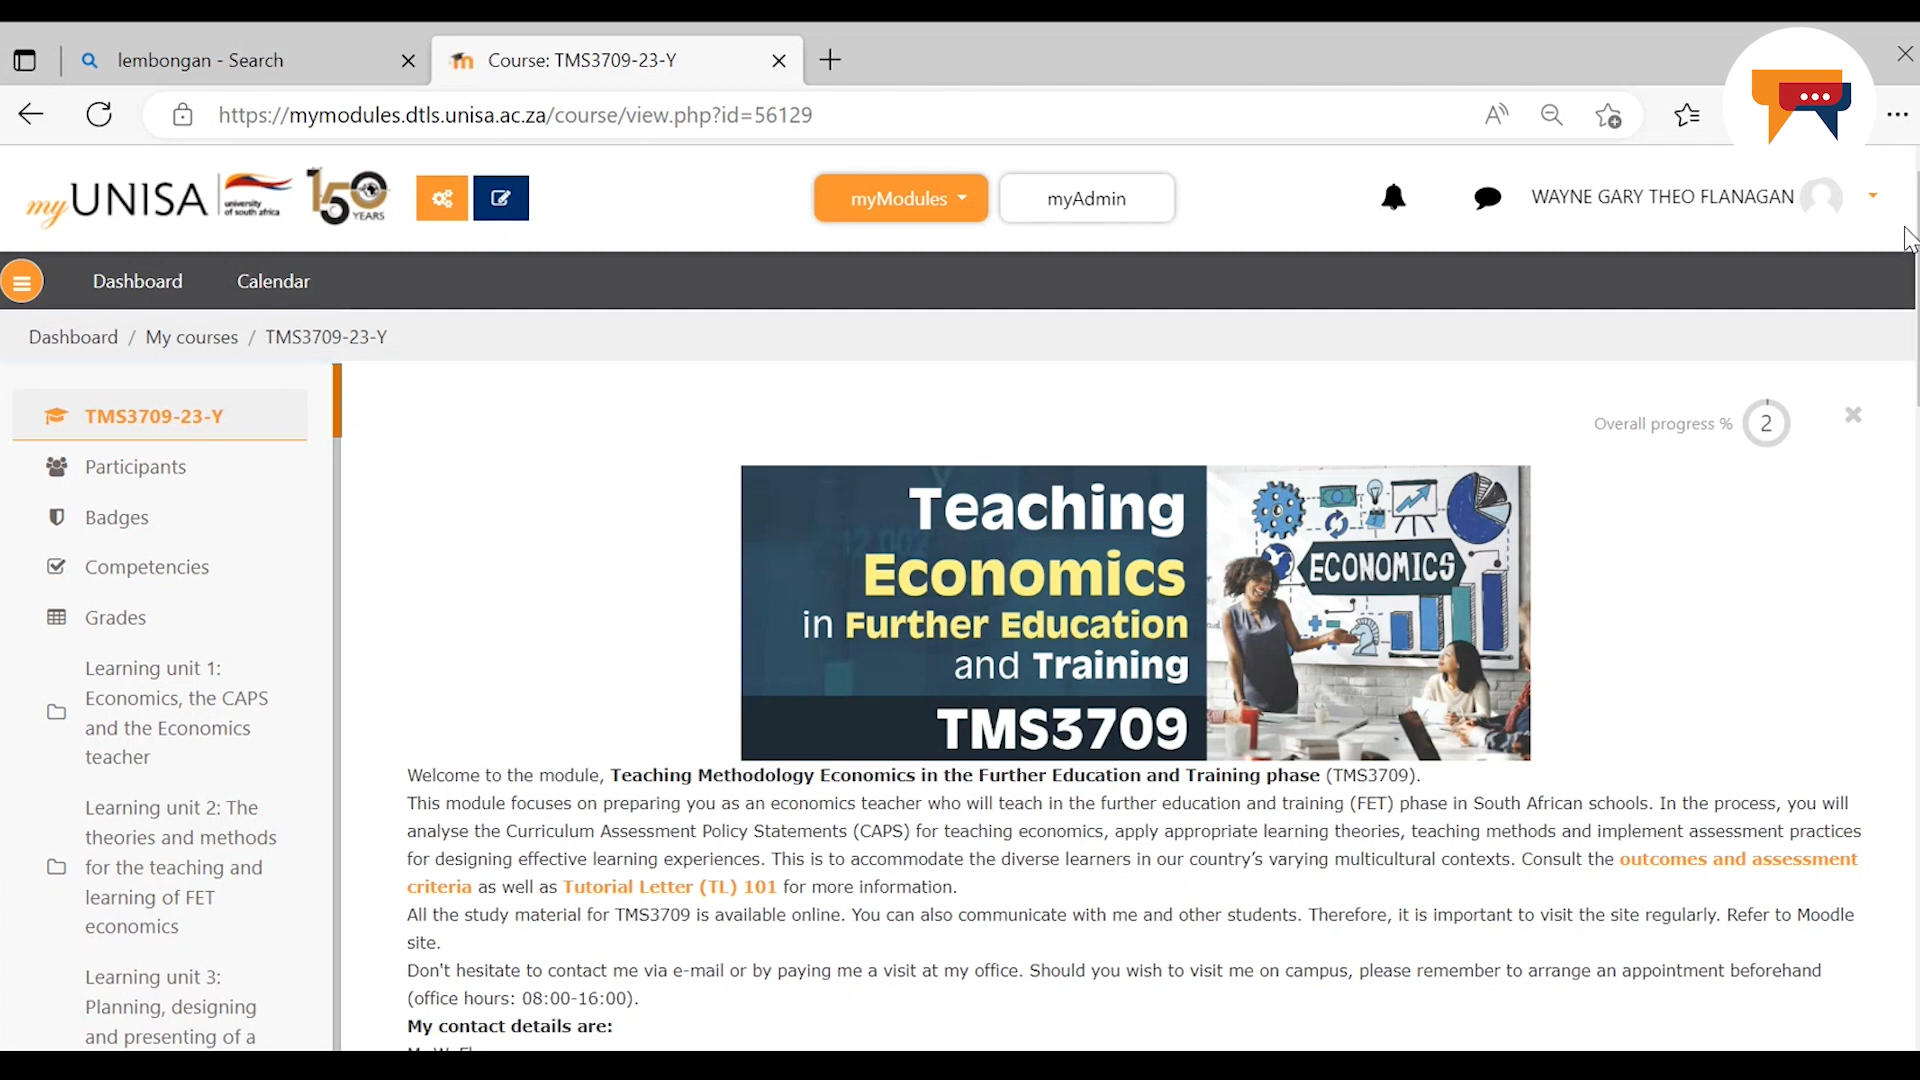 lembongan - Search
Course: TMS3709-23-Y
https://mymodules.dtls.unisa.ac.za/course/view.php?id=56129
myUNISA
university
of south africa
150
YEARS
myModules
myAdmin
WAYNE GARY THEO FLANAGAN
Dashboard
Calendar
Dashboard / My courses / TMS3709-23-Y
TMS3709-23-Y
Participants
Badges
Competencies
Grades
Learning unit 1:
Economics, the CAPS
and the Economics
teacher
Learning unit 2: The
theories and methods
for the teaching and
learning of FET
economics
Learning unit 3:
Planning, designing
and presenting of a
Overall progress %
2
Teaching
Economics
in Further Education
and Training
TMS3709
ECONOMICS
Welcome to the module, Teaching Methodology Economics in the Further Education and Training phase (TMS3709).
This module focuses on preparing you as an economics teacher who will teach in the further education and training (FET) phase in South African schools. In the process, you will
analyse the Curriculum Assessment Policy Statements (CAPS) for teaching economics, apply appropriate learning theories, teaching methods and implement assessment practices
for designing effective learning experiences. This is to accommodate the diverse learners in our country’s varying multicultural contexts. Consult the outcomes and assessment
criteria as well as Tutorial Letter (TL) 101 for more information.
All the study material for TMS3709 is available online. You can also communicate with me and other students. Therefore, it is important to visit the site regularly. Refer to Moodle
site.
Don't hesitate to contact me via e-mail or by paying me a visit at my office. Should you wish to visit me on campus, please remember to arrange an appointment beforehand
(office hours: 08:00-16:00).
My contact details are: